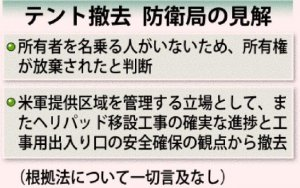 テント撤去 防衛局の見解
所有者を名乗る人がいないため、所有権
が放棄されたと判断
米軍提供区域を管理する立場として、ま
たヘリパッド移設工事の確実な進捗と工
事用出入り口の安全確保の観点から撤去
（根拠法について一切言及なし）